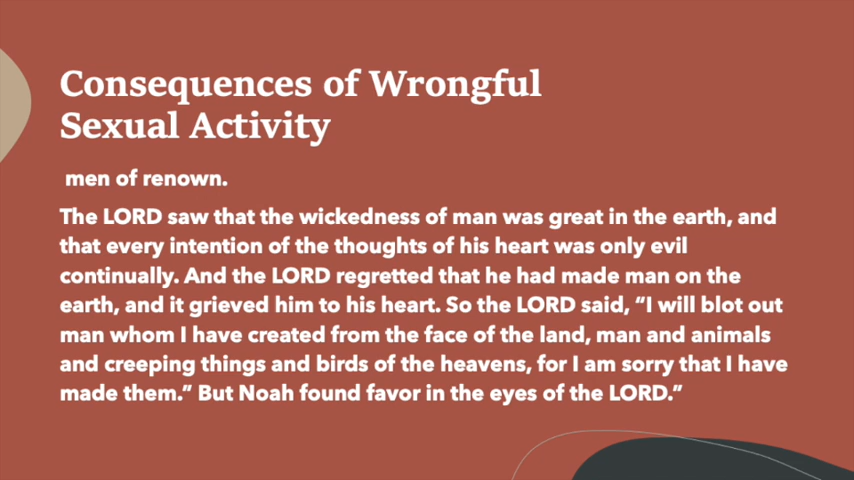 Consequences of Wrongful
Sexual Activity
men of renown.
The LORD saw that the wickedness of man was great in the earth, and
that every intention of the thoughts of his heart was only evil
continually. And the LORD regretted that he had made man on the
earth, and it grieved him to his heart. So the LORD said, “I will blot out
man whom I have created from the face of the land, man and animals
and creeping things and birds of the heavens, for I am sorry that I have
made them.” But Noah found favor in the eyes of the LORD.”